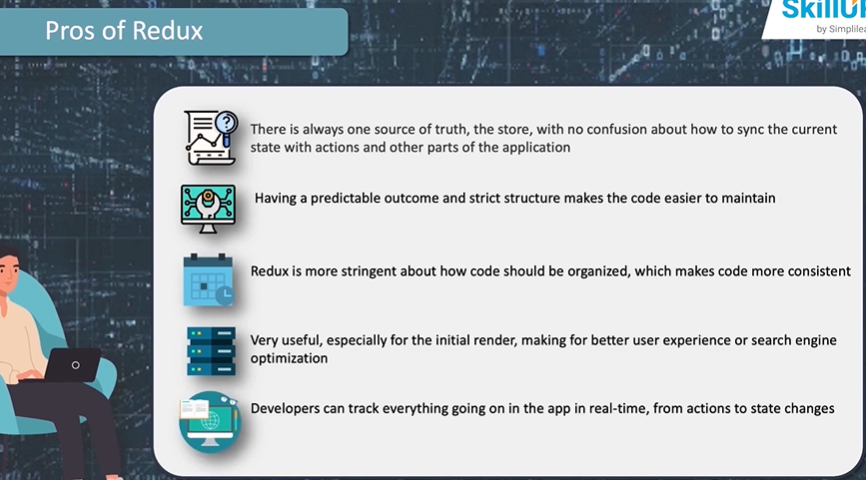 Pros of Redux
SkillUP
by Simplilearn
There is always one source of truth, the store, with no confusion about how to sync the current
state with actions and other parts of the application
Having a predictable outcome and strict structure makes the code easier to maintain
Redux is more stringent about how code should be organized, which makes code more consistent
Very useful, especially for the initial render, making for better user experience or search engine
optimization
Developers can track everything going on in the app in real-time, from actions to state changes